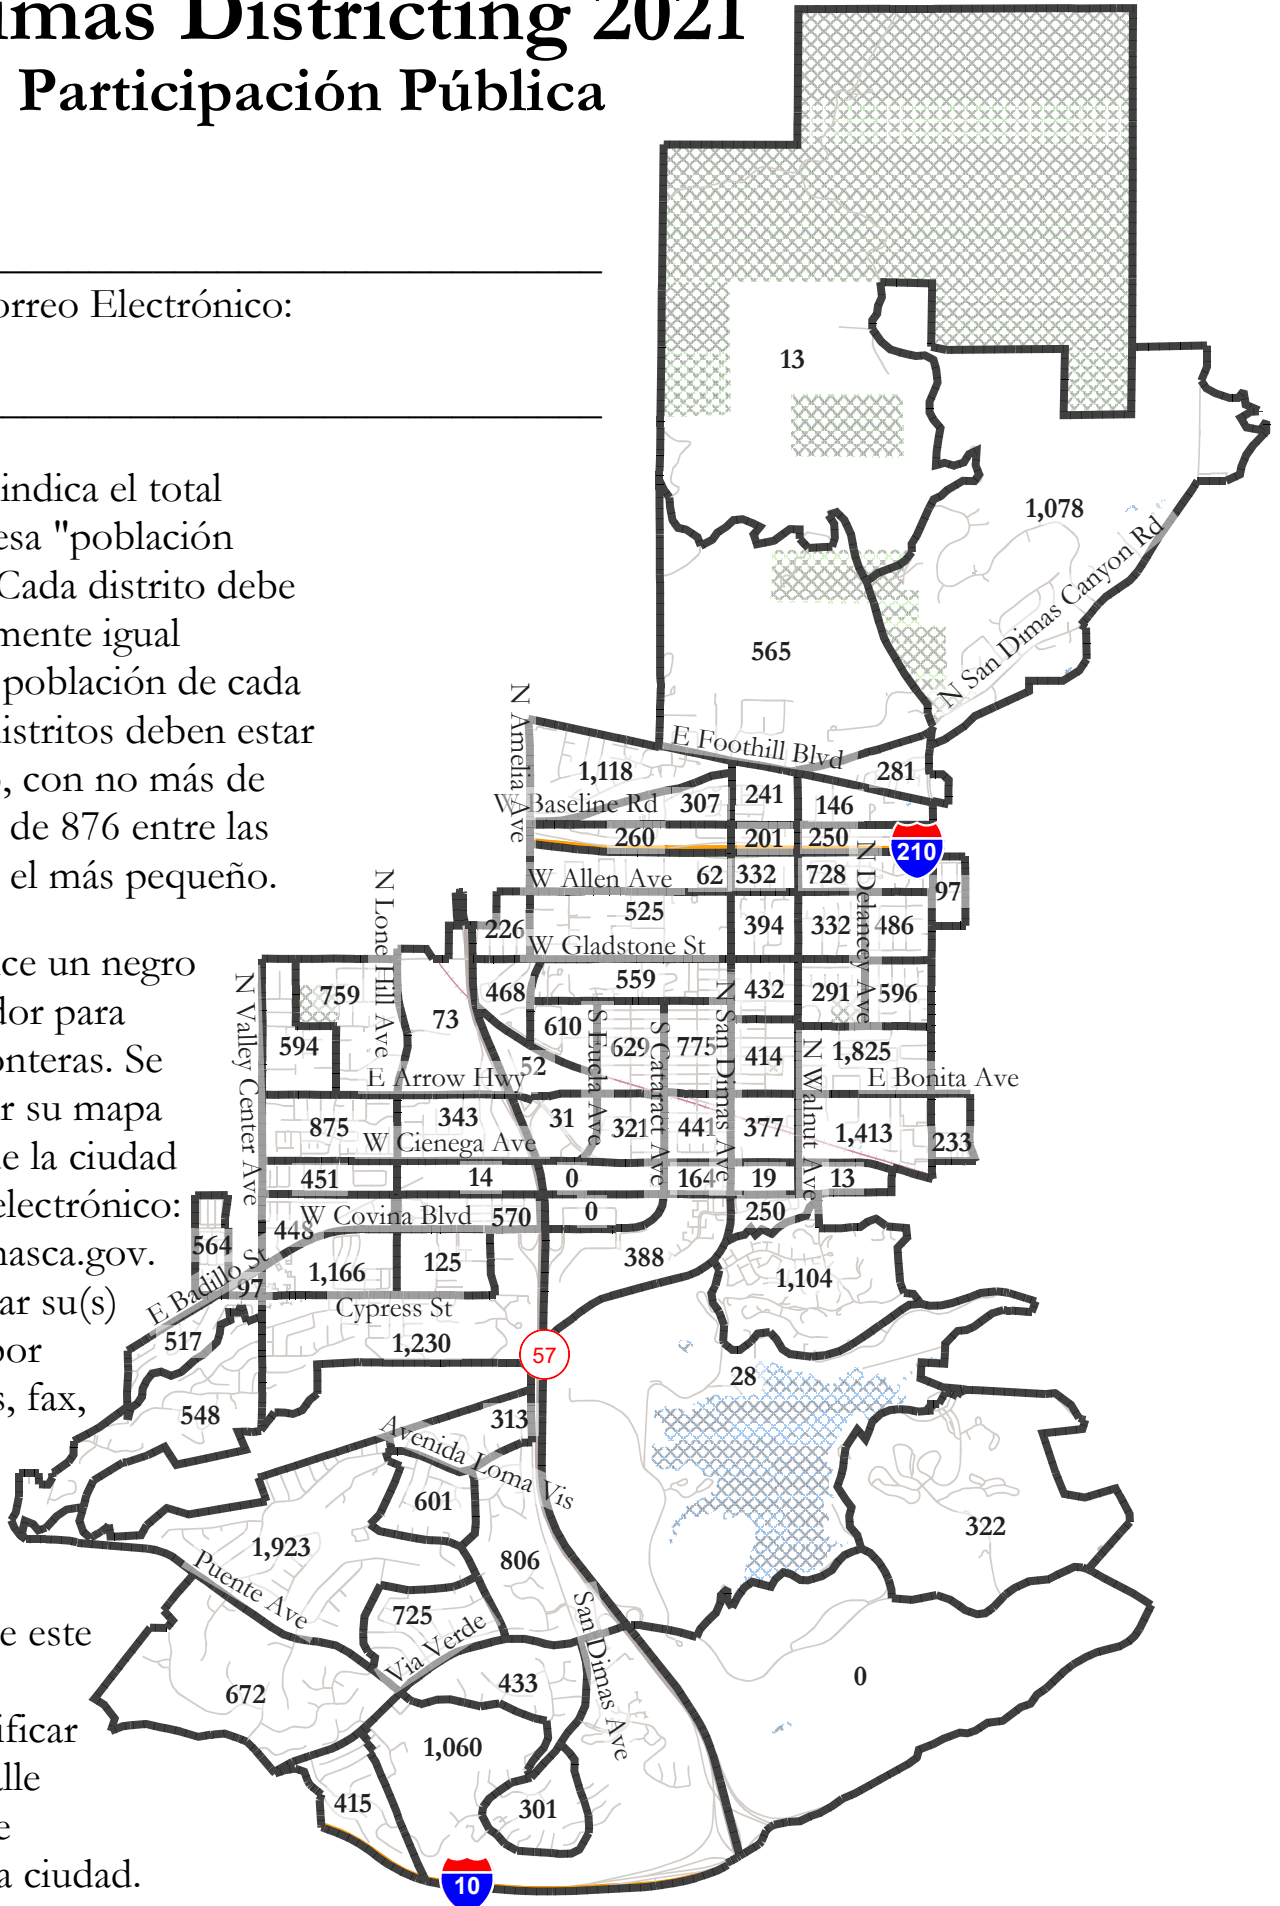 imas Districting 2021
Participación Pública
orreo Electrónico:
indica el total
esa "población
Cada distrito debe
mente igual
población de cada
istritos deben estar
, con no más de
de 876 entre las
el más pequeño.
ce un negro
dor para
onteras. Se
ar su mapa
de la ciudad
electrónico:
masca.gov.
ar su(s)
por
s, fax,
e este
ificar
alle
e
a ciudad.
13
1,078
N San Dimas Canyon Rd
565
N Amelia Ave
E Foothill Blvd
1,118
281
W Baseline Rd
307
241
146
260
201
250
210
W Allen Ave
62
332
728
N Delancey Ave
97
N Lone Hill Ave
226
525
394
332
486
W Gladstone St
N Valley Center Ave
759
73
468
559
432
291
596
594
610
S Eucla Ave
629
S Cataract Ave
775
N San Dimas Ave
414
N Walnut Ave
1,825
E Arrow Hwy
52
E Bonita Ave
875
343
31
321
441
377
1,413
233
W Cienega Ave
451
14
0
164
19
13
448
W Covina Blvd
570
0
250
564
E Badillo St
97
1,166
125
388
1,104
Cypress St
517
1,230
57
28
548
313
Avenida Loma Vis
601
322
1,923
806
Puente Ave
725
Via Verde
San Dimas Ave
672
433
0
1,060
415
301
10